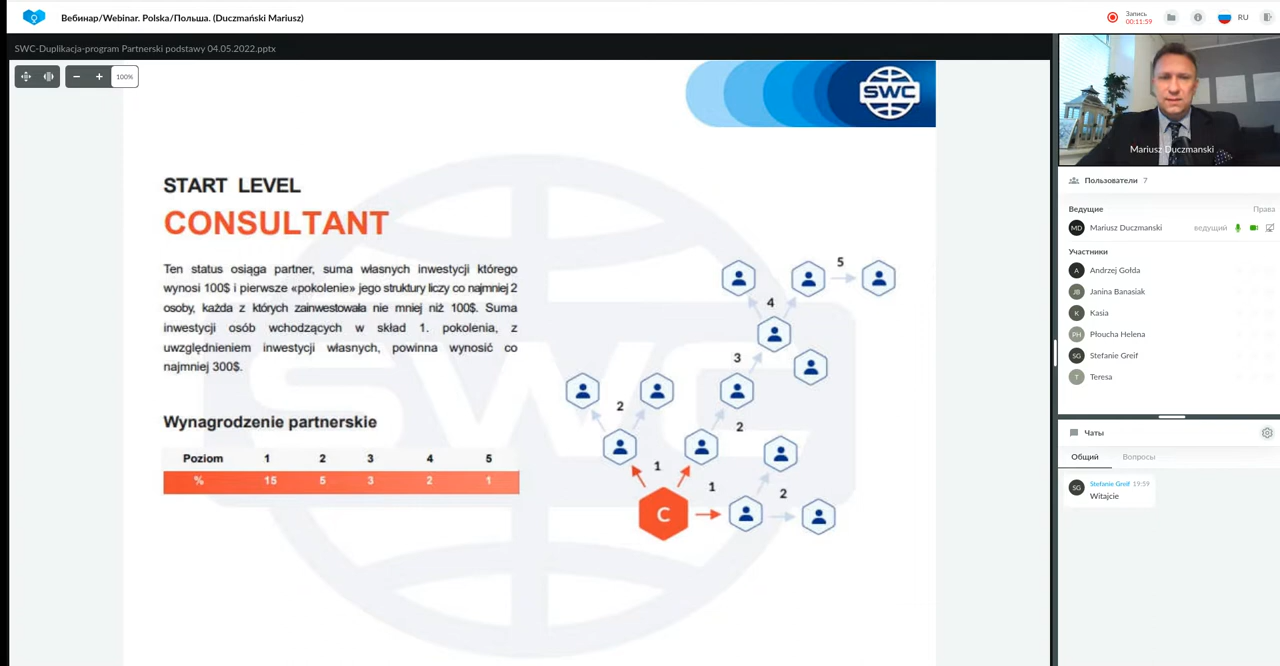 Вебинар/Webinar. Polska/Польша. (Duczmański Mariusz)
Запись
00:11:59
RU
SWC-Duplikacja-program Partnerski podstawy 04.05.2022.pptx
100%
SWC
START LEVEL
CONSULTANT
Ten status osiąga partner, suma własnych inwestycji którego
wynosi 100$ i pierwsze «pokolenie» jego struktury liczy co najmniej 2
osoby, każda z których zainwestowała nie mniej niż 100$. Suma
inwestycji osób wchodzących w skład 1. pokolenia, z
uwzględnieniem inwestycji własnych, powinna wynosić co
najmniej 300$.
Wynagrodzenie partnerskie
Poziom 1 2 3 4 5
% 15 5 3 2 1
5
4
3
2
2
1
1
2
C
SWC
Mariusz Duczmanski
Пользователи 7
Ведущие Права
MD Mariusz Duczmanski ведущий
Участники
A Andrzej Gołda
JB Janina Banasiak
K Kasia
PH Płoucha Helena
SG Stefanie Greif
T Teresa
Чаты
Общий Вопросы
SG Stefanie Greif 19:59
Witajcie